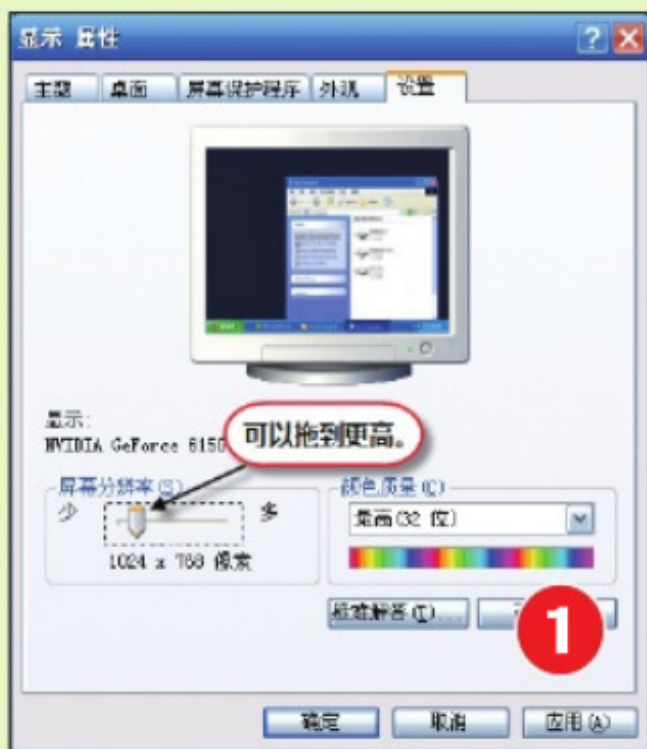 显示 属性
主题 桌面 屏幕保护程序 外观 设置
显示:
NVIDIA GeForce 6150
可以拖到更高。
屏幕分辨率(S)
少 多
1024 x 768 像素
颜色质量(C)
最高(32 位)
疑难解答(T)...
1
确定 取消 应用(A)